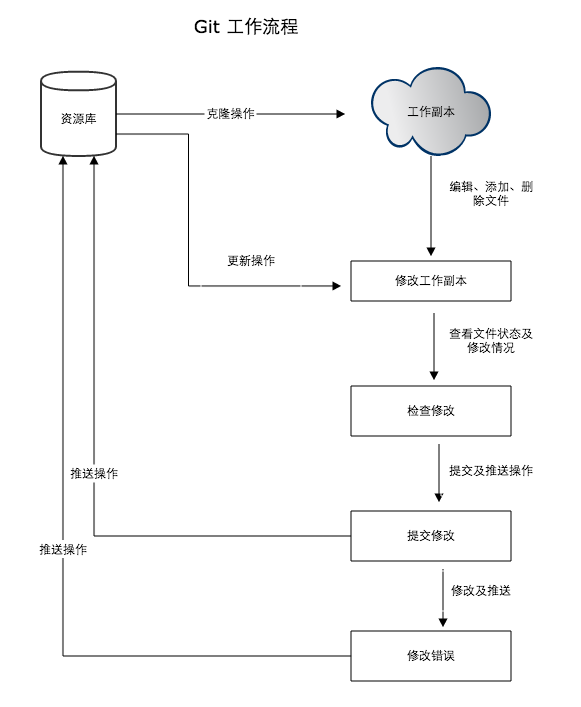 Git 工作流程
资源库
克隆操作
工作副本
编辑、添加、删
除文件
更新操作
修改工作副本
查看文件状态及
修改情况
检查修改
推送操作
提交及推送操作
提交修改
推送操作
修改及推送
修改错误